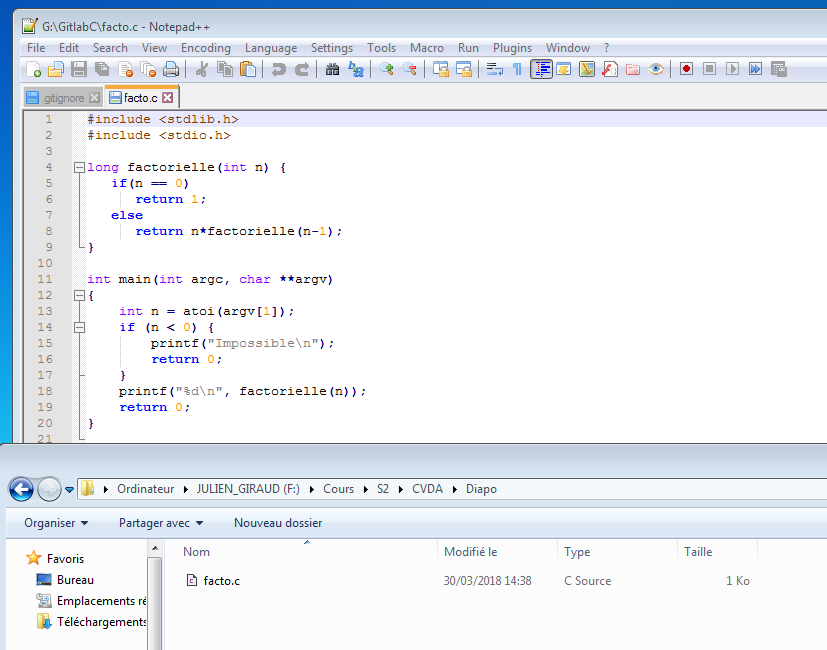 G:\GitlabC\facto.c - Notepad++
File Edit Search View Encoding Language Settings Tools Macro Run Plugins Window ?
.gitignore facto.c
1 #include <stdlib.h>
2 #include <stdio.h>
3
4 long factorielle(int n) {
5 if(n == 0)
6 return 1;
7 else
8 return n*factorielle(n-1);
9 }
10
11 int main(int argc, char **argv)
12 {
13 int n = atoi(argv[1]);
14 if (n < 0) {
15 printf("Impossible\n");
16 return 0;
17 }
18 printf("%d\n", factorielle(n));
19 return 0;
20 }
21
Ordinateur JULIEN_GIRAUD (F:) Cours S2 CVDA Diapo
Organiser Partager avec Nouveau dossier
Nom Modifié le Type Taille
Favoris
Bureau facto.c 30/03/2018 14:38 C Source 1 Ko
Emplacements ré
Téléchargements